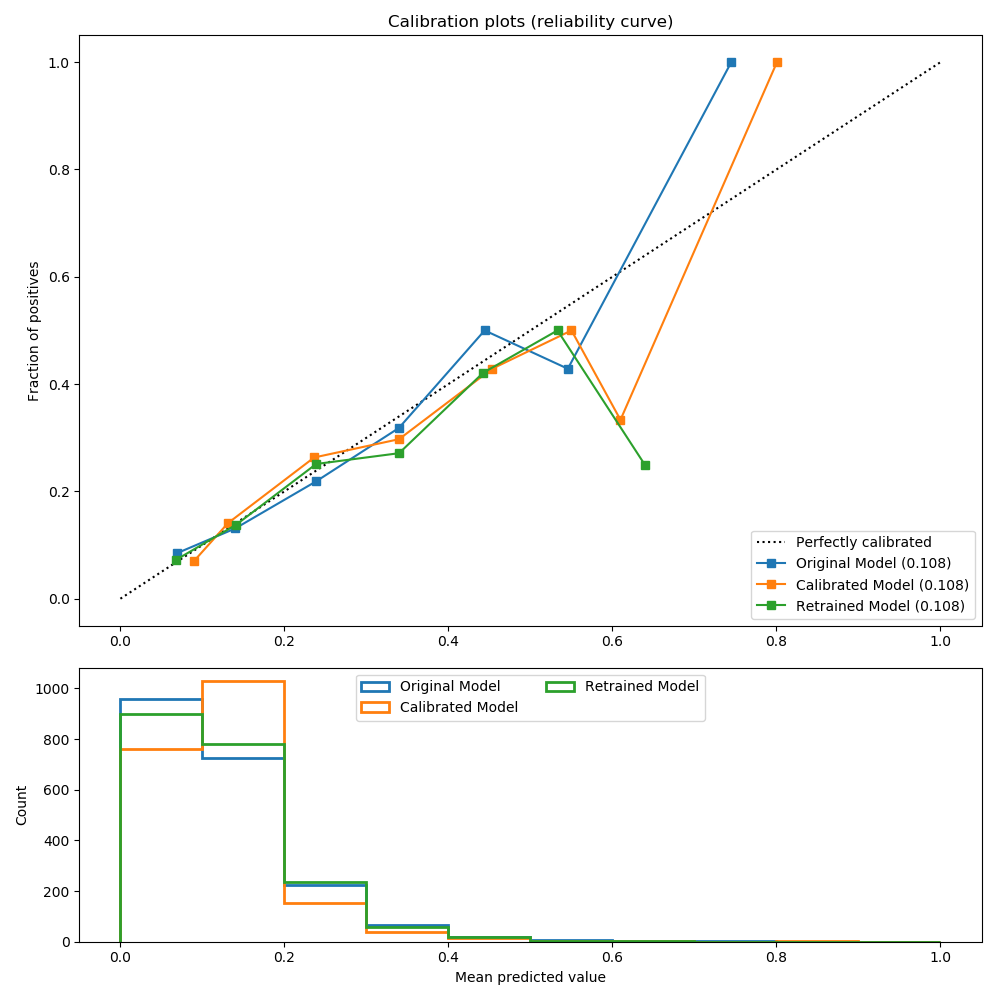 Calibration plots (reliability curve)
1.0
0.8
0.6
0.4
0.2
0.0
Fraction of positives
Perfectly calibrated
Original Model (0.108)
Calibrated Model (0.108)
Retrained Model (0.108)
0.0 0.2 0.4 0.6 0.8 1.0
Original Model Retrained Model
Calibrated Model
1000
800
600
400
200
0
Count
0.0 0.2 0.4 0.6 0.8 1.0
Mean predicted value